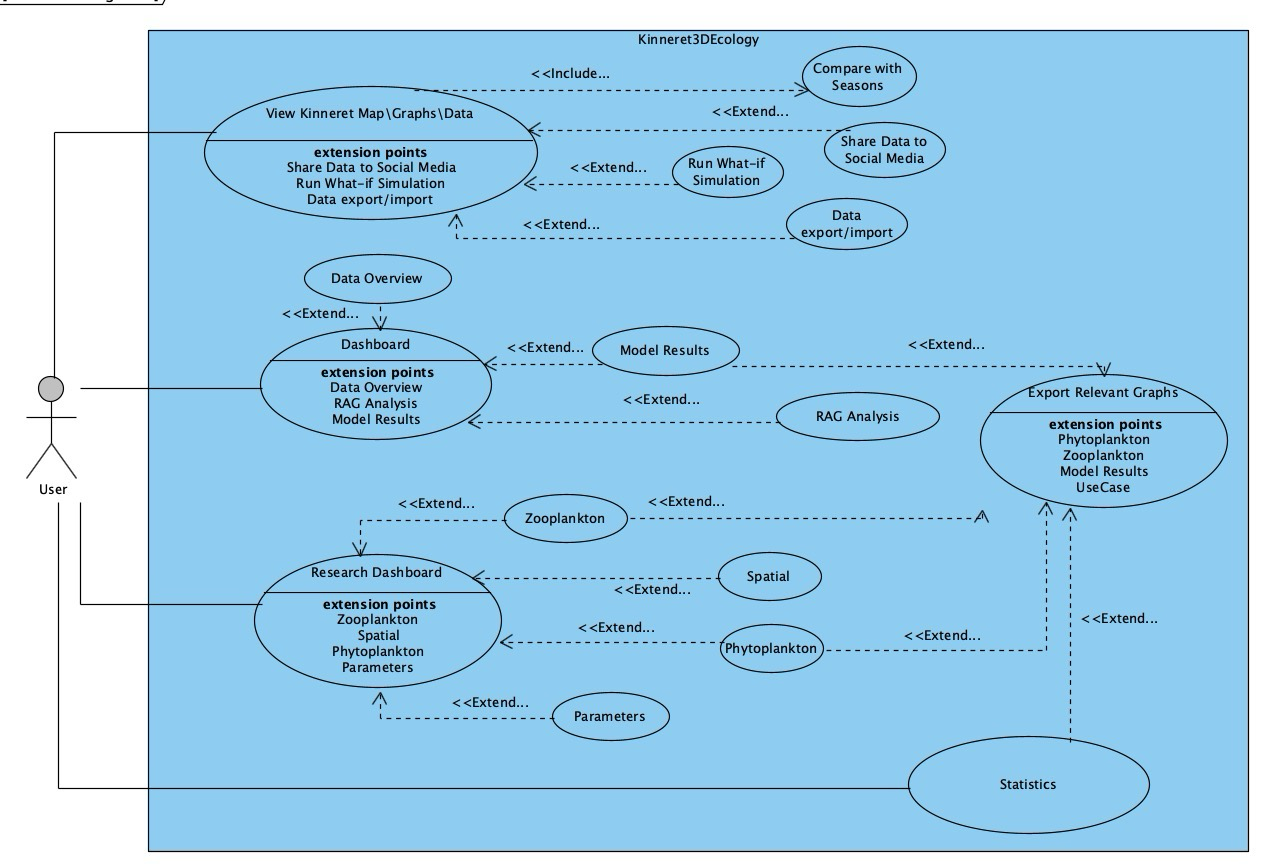 Kinneret3DEcology
<<Include...
Compare with
Seasons
View Kinneret Map\Graphs\Data
extension points
Share Data to Social Media
Run What-if Simulation
Data export/import
<<Extend...
Share Data to
Social Media
<<Extend...
Run What-if
Simulation
<<Extend...
Data
export/import
Data Overview
<<Extend...
Dashboard
extension points
Data Overview
RAG Analysis
Model Results
<<Extend...
Model Results
<<Extend...
<<Extend...
RAG Analysis
Export Relevant Graphs
extension points
Phytoplankton
Zooplankton
Model Results
UseCase
User
<<Extend...
Zooplankton
<<Extend...
Research Dashboard
extension points
Zooplankton
Spatial
Phytoplankton
Parameters
Spatial
<<Extend...
<<Extend...
Phytoplankton
<<Extend...
<<Extend...
<<Extend...
Parameters
Statistics